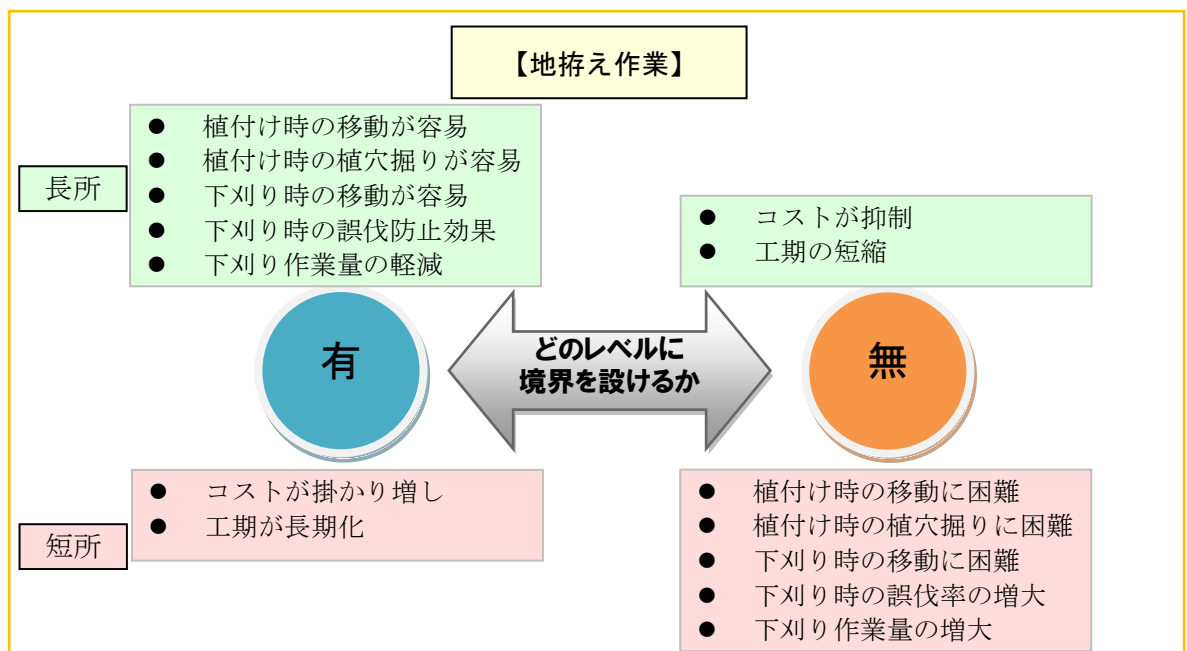 【地拵え作業】
長所
● 植付け時の移動が容易
● 植付け時の植穴掘りが容易
● 下刈り時の移動が容易
● 下刈り時の誤伐防止効果
● 下刈り作業量の軽減
● コストが抑制
● 工期の短縮
有
どのレベルに
境界を設けるか
無
短所
● コストが掛かり増し
● 工期が長期化
● 植付け時の移動に困難
● 植付け時の植穴掘りに困難
● 下刈り時の移動に困難
● 下刈り時の誤伐率の増大
● 下刈り作業量の増大